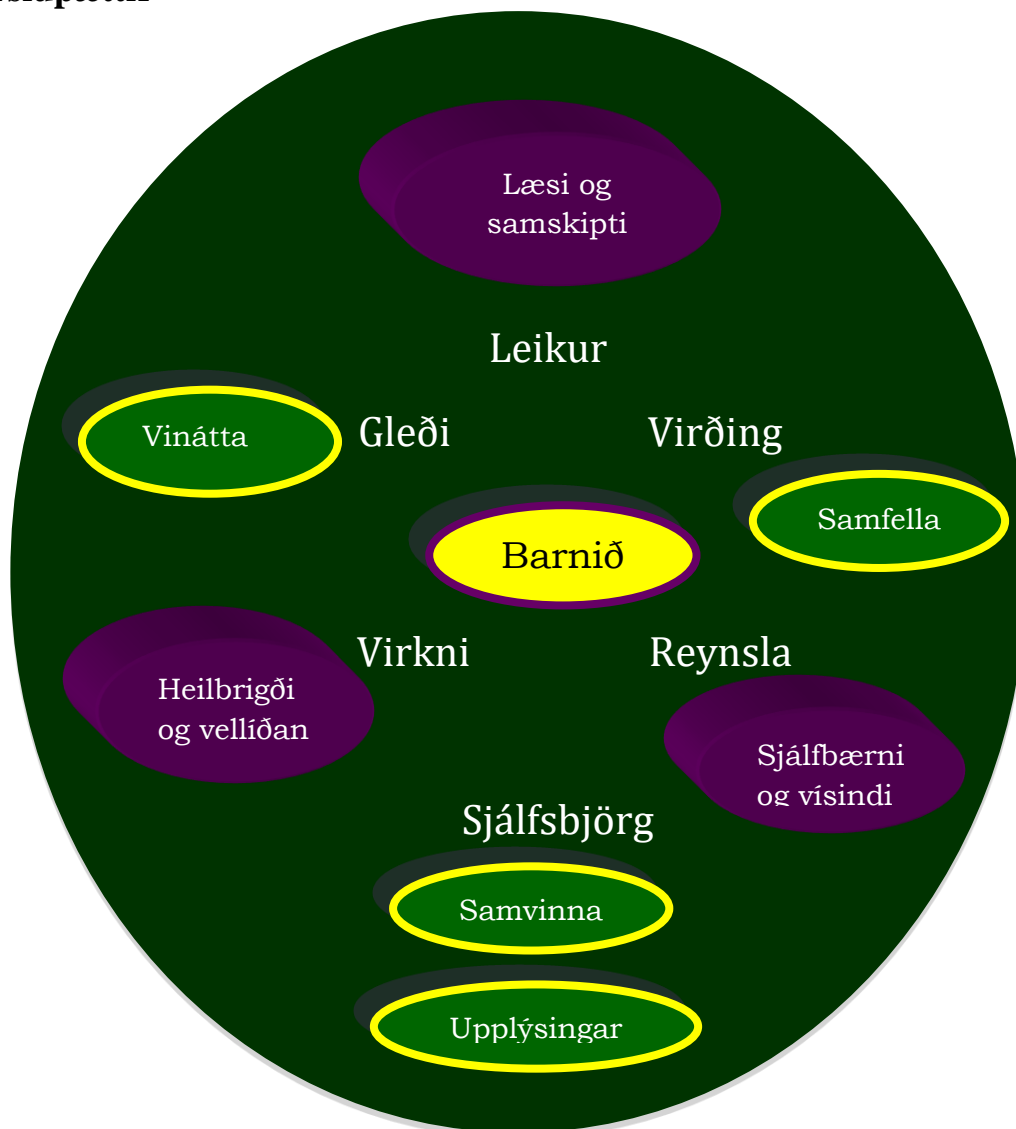 Læsi og
samskipti
Leikur
Gleði
Virðing
Vinátta
Samfella
Barnið
Virkni
Reynsla
Heilbrigði
og vellíðan
Sjálfbærni
og vísindi
Sjálfsbjörg
Samvinna
Upplýsingar